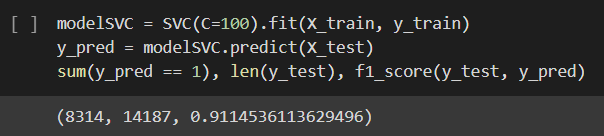 [ ] modelSVC = SVC(C=100).fit(X_train, y_train)
y_pred = modelSVC.predict(X_test)
sum(y_pred == 1), len(y_test), f1_score(y_test, y_pred)
(8314, 14187, 0.9114536113629496)